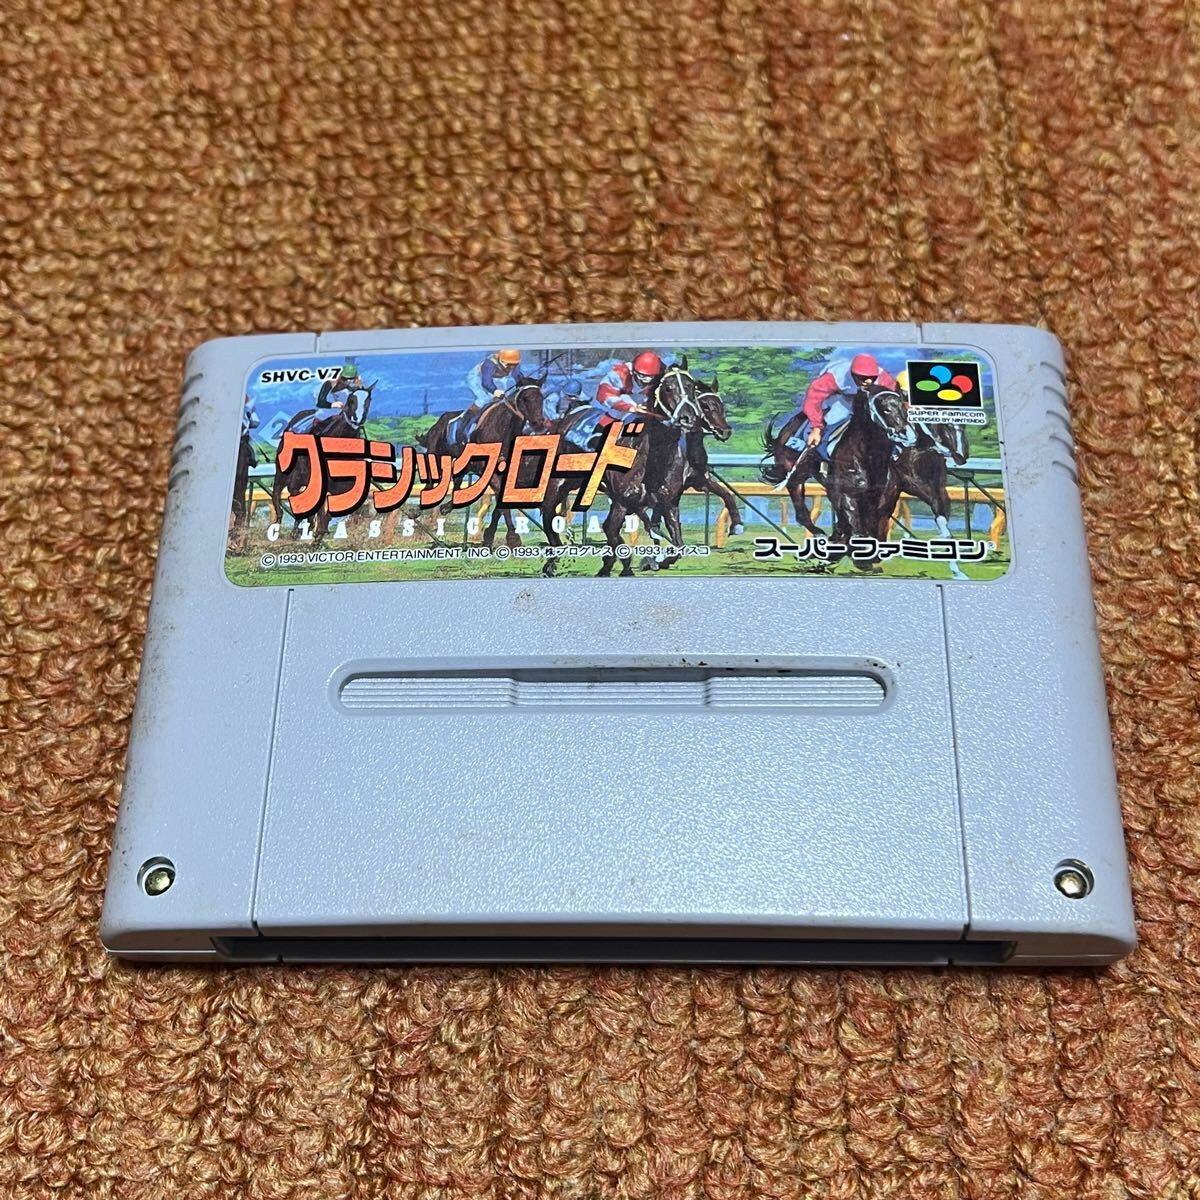 SHVC-V7
クラシック・ロード
CLASSIC ROAD
© 1993 VICTOR ENTERTAINMENT, INC. © 1993 ㈱プログレス © 1993 ㈱イスコ
SUPER FAMICOM
LICENSED BY NINTENDO
スーパーファミコン
2